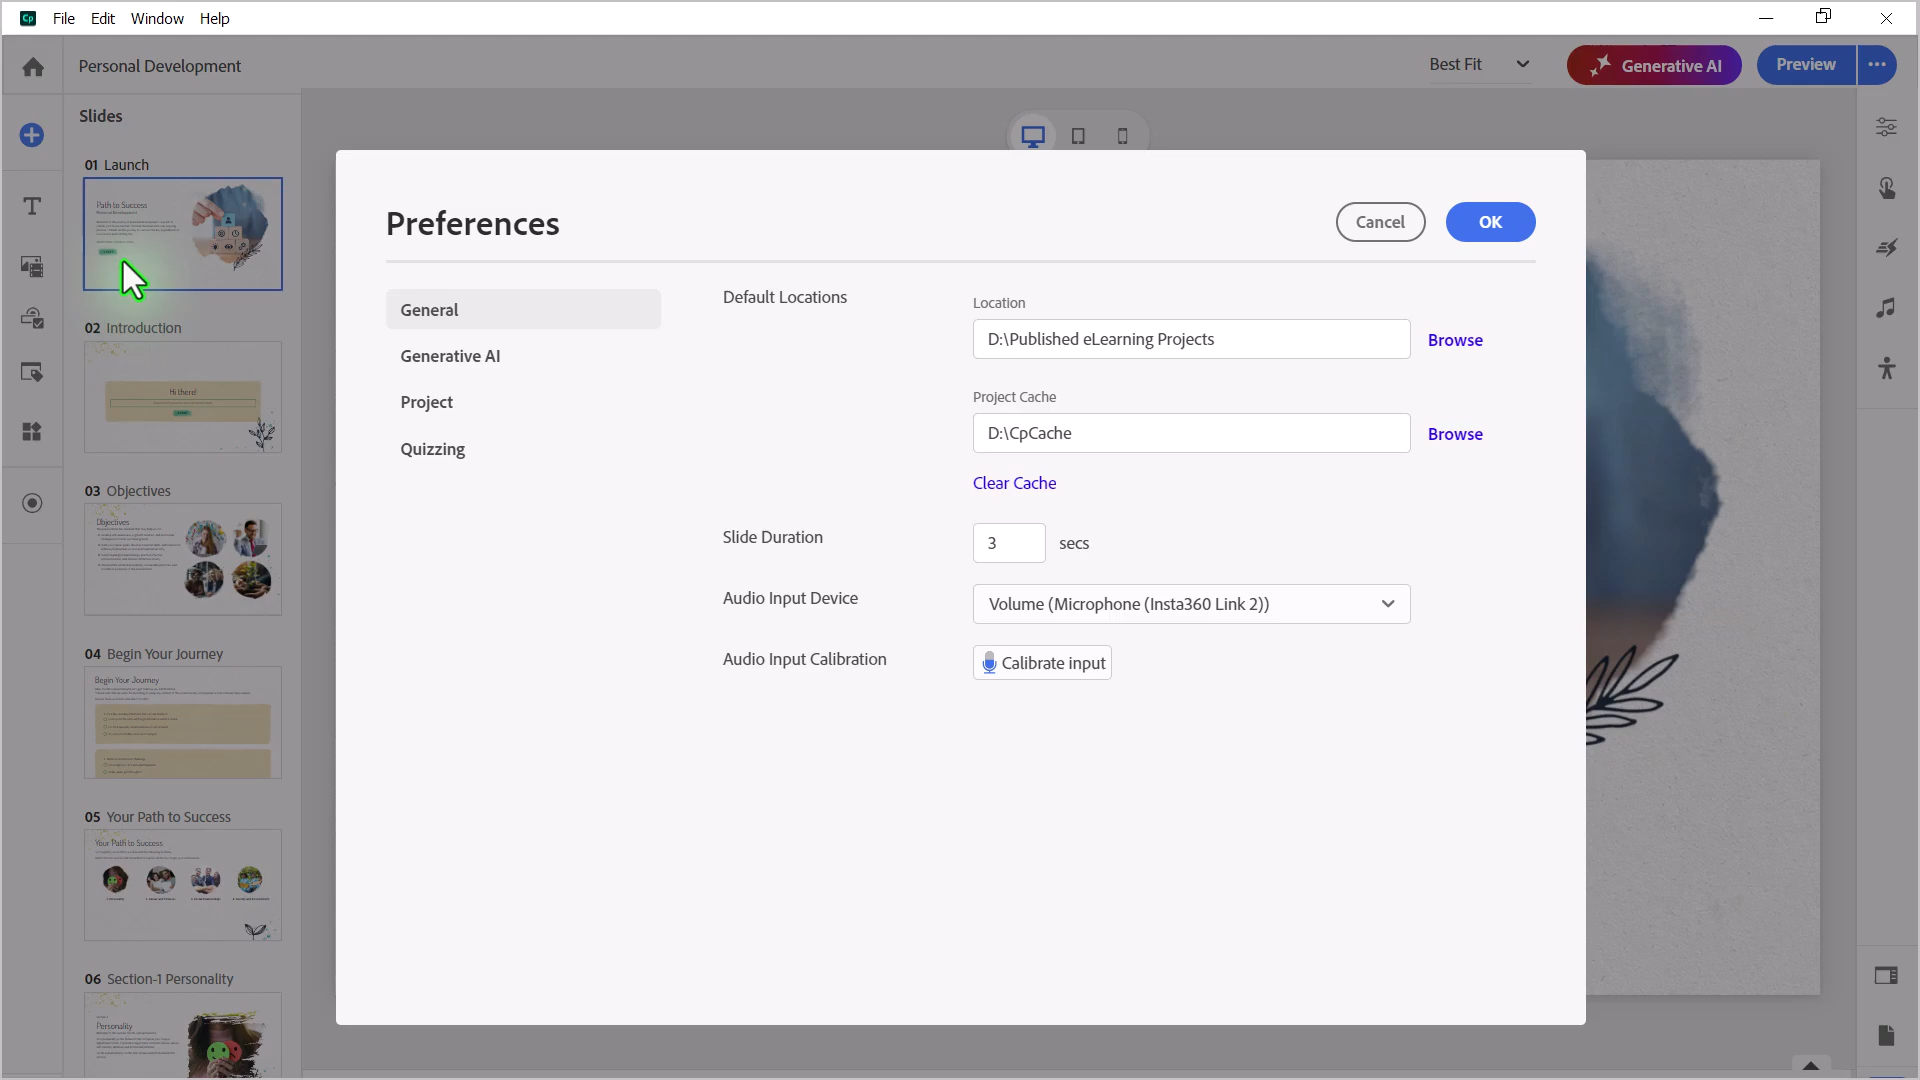 Cp File Edit Window Help
Personal Development
Best Fit
Generative AI
Preview
Slides
01 Launch
Path to Success
02 Introduction
Hi there!
03 Objectives
Objectives
04 Begin Your Journey
Begin Your Journey
05 Your Path to Success
Your Path to Success
06 Section-1 Personality
Personality
Preferences
Cancel
OK
General
Generative AI
Project
Quizzing
Default Locations
Location
D:\Published eLearning Projects
Browse
Project Cache
D:\CpCache
Browse
Clear Cache
Slide Duration
3
secs
Audio Input Device
Volume (Microphone (Insta360 Link 2))
Audio Input Calibration
Calibrate input